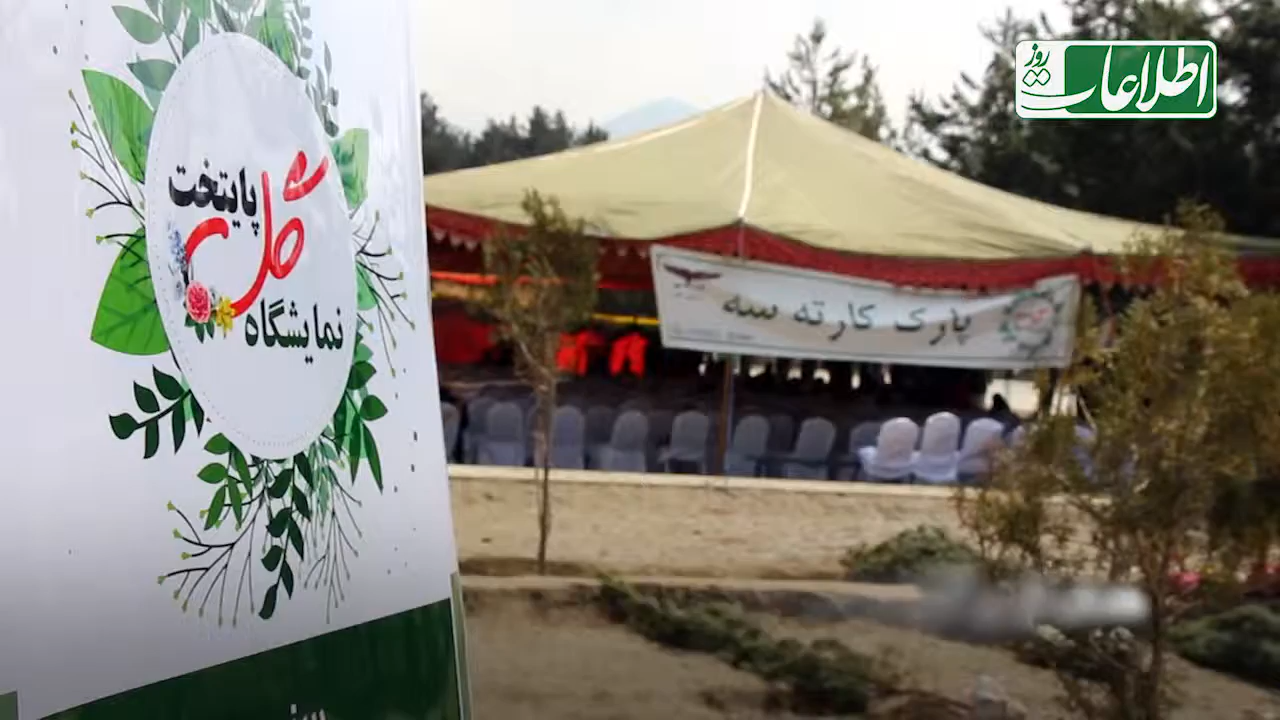 اطلاعات
روز
پایتخت
گل
نمایشگاه
پارک کارته سه